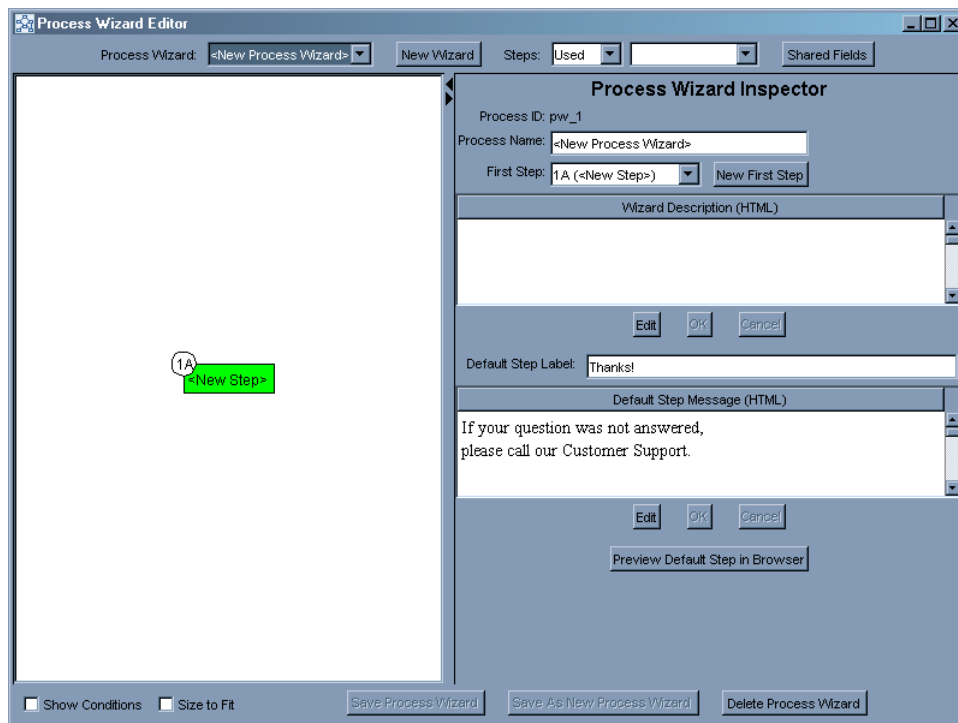 Process Wizard Editor
Process Wizard: <New Process Wizard> New Wizard Steps: Used Shared Fields
Process Wizard Inspector
Process ID: pw_1
Process Name: <New Process Wizard>
First Step: 1A (<New Step>) New First Step
Wizard Description (HTML)
Edit OK Cancel
1A
<New Step>
Default Step Label: Thanks!
Default Step Message (HTML)
If your question was not answered,
please call our Customer Support.
Edit OK Cancel
Preview Default Step in Browser
Show Conditions Size to Fit Save Process Wizard Save As New Process Wizard Delete Process Wizard